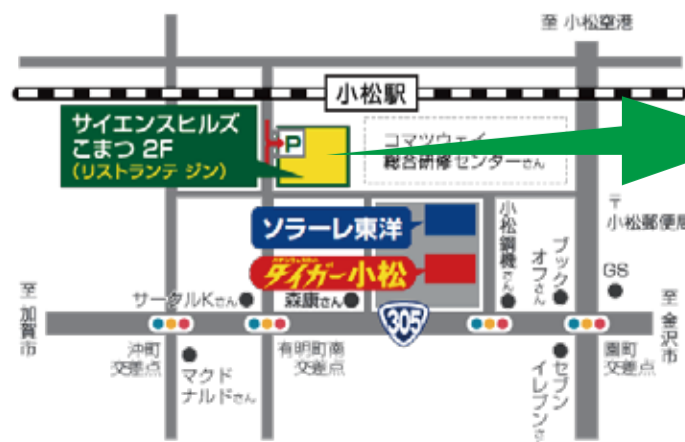 至 小松空港
小松駅
サイエンスヒルズ
こまつ 2F
(リストランテ ジン)
P
コマツウェイ
総合研修センターさん
〒
小松郵便局
ソラーレ東洋
タイガー小松
小松鋼機さん
ブック
オフさん
GS
至 加賀市
サークルKさん
森康さん
305
至 金沢市
沖町
交差点
マクド
ナルドさん
有明町南
交差点
セブン
イレブンさん
園町
交差点